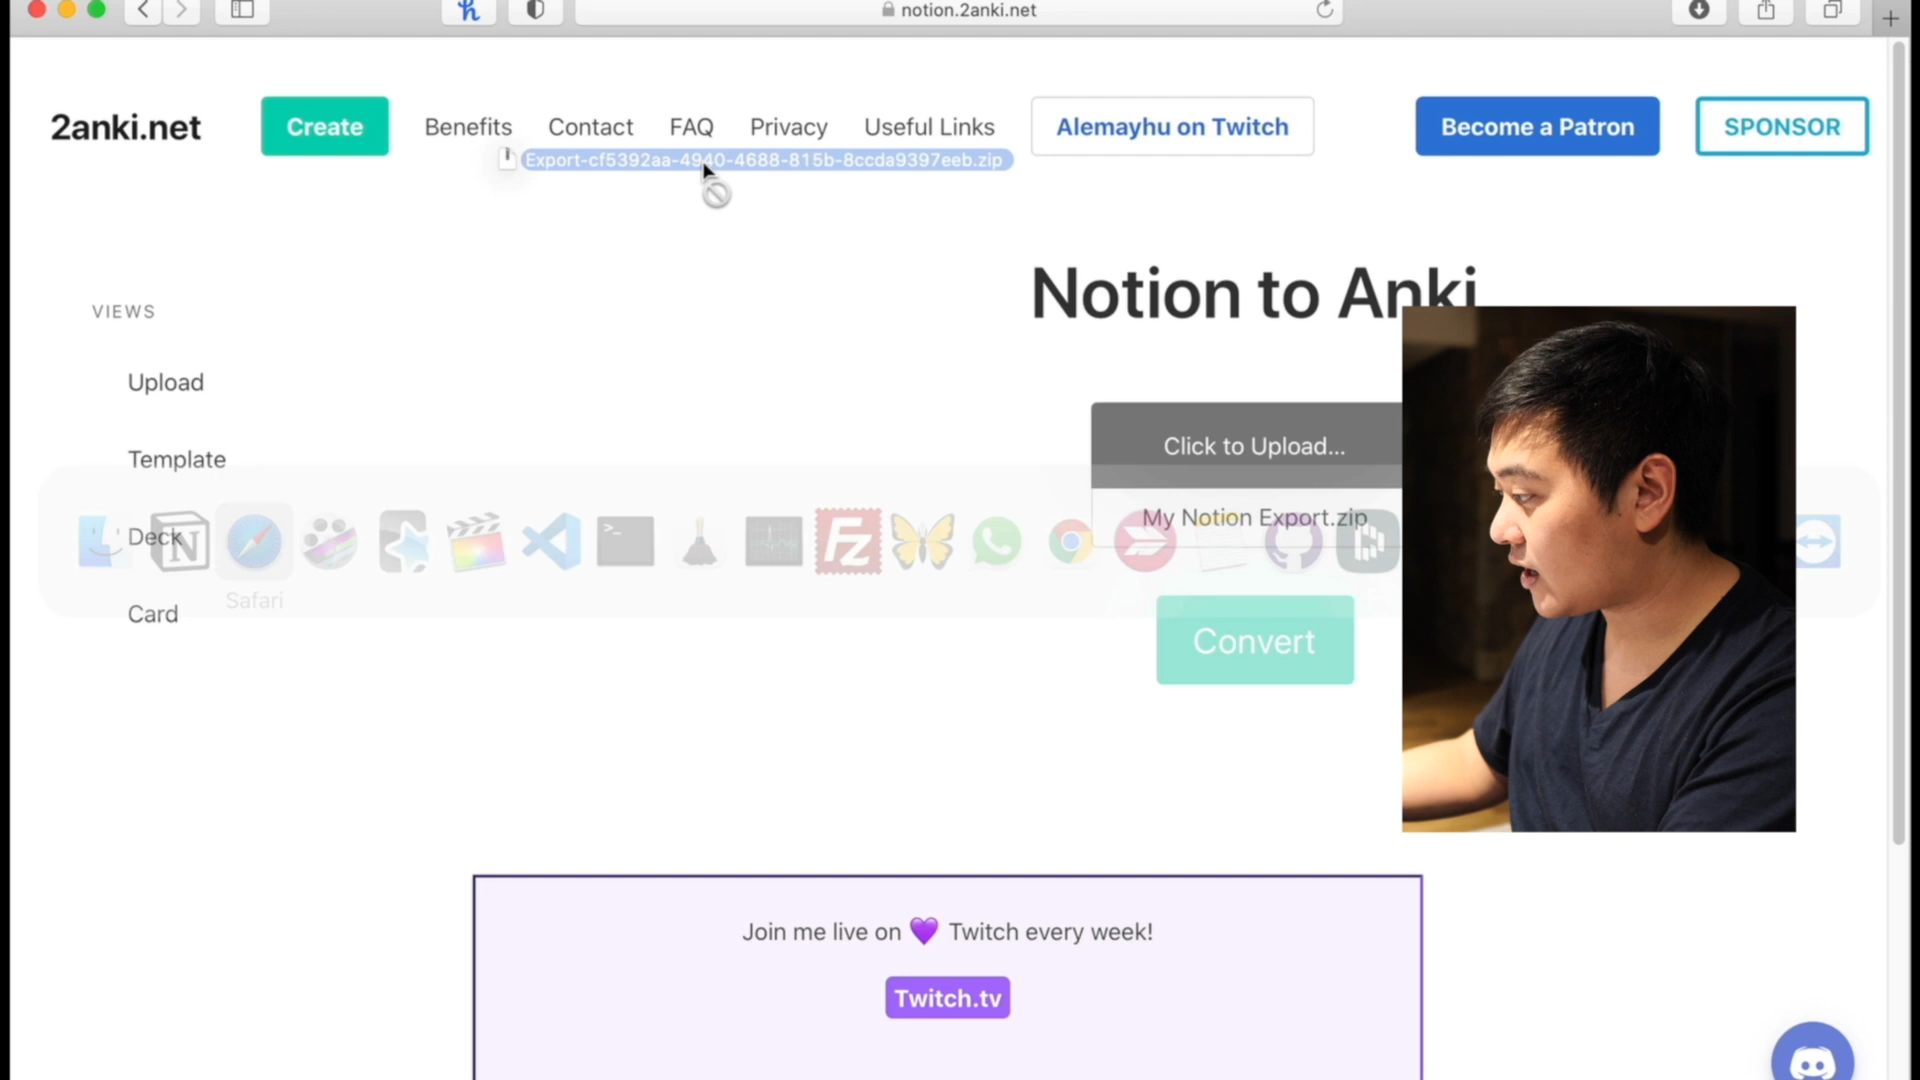 notion.2anki.net
2anki.net
Create
Benefits
Contact
FAQ
Privacy
Useful Links
Alemayhu on Twitch
Become a Patron
SPONSOR
Export-cf5392aa-4940-4688-815b-8ccda9397eeb.zip
Notion to Anki
VIEWS
Upload
Template
Deck
Card
Click to Upload...
My Notion Export.zip
Safari
Convert
Join me live on 💜 Twitch every week!
Twitch.tv